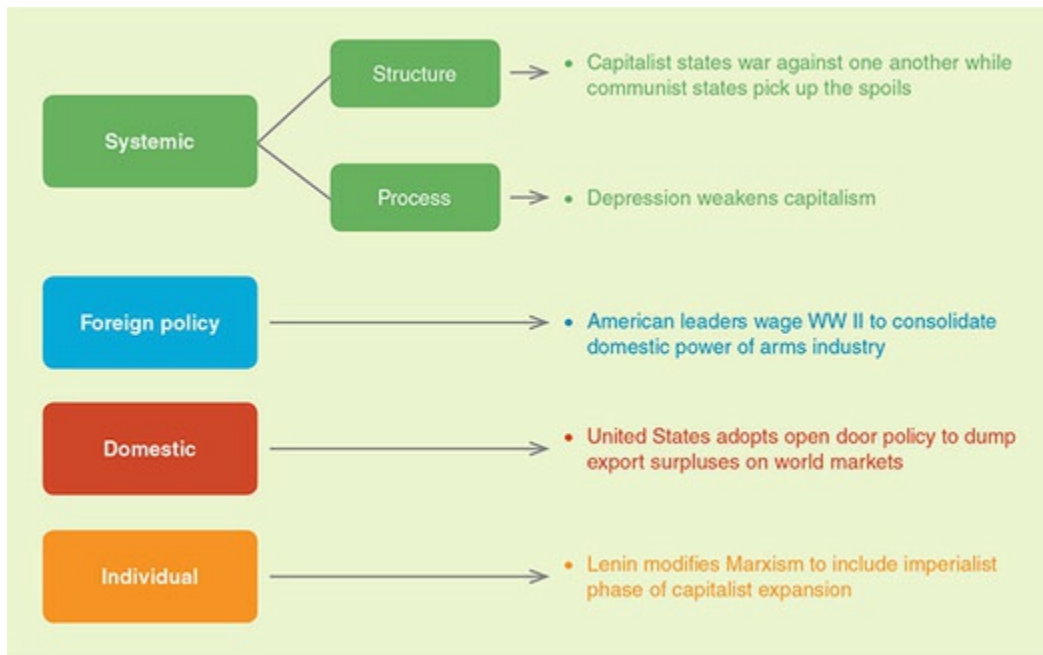 Structure
• Capitalist states war against one another while
communist states pick up the spoils
Systemic
Process
• Depression weakens capitalism
Foreign policy
• American leaders wage WW II to consolidate
domestic power of arms industry
Domestic
• United States adopts open door policy to dump
export surpluses on world markets
Individual
• Lenin modifies Marxism to include imperialist
phase of capitalist expansion